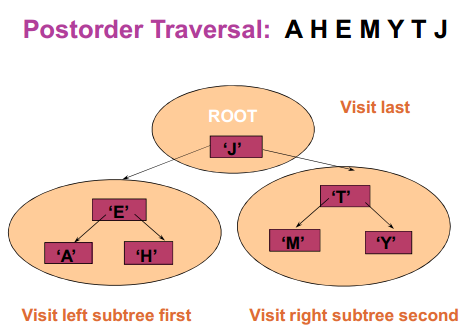 Postorder Traversal: A H E M Y T J
ROOT
Visit last
‘J’
‘E’
‘T’
‘A’ ‘H’
‘M’ ‘Y’
Visit left subtree first
Visit right subtree second